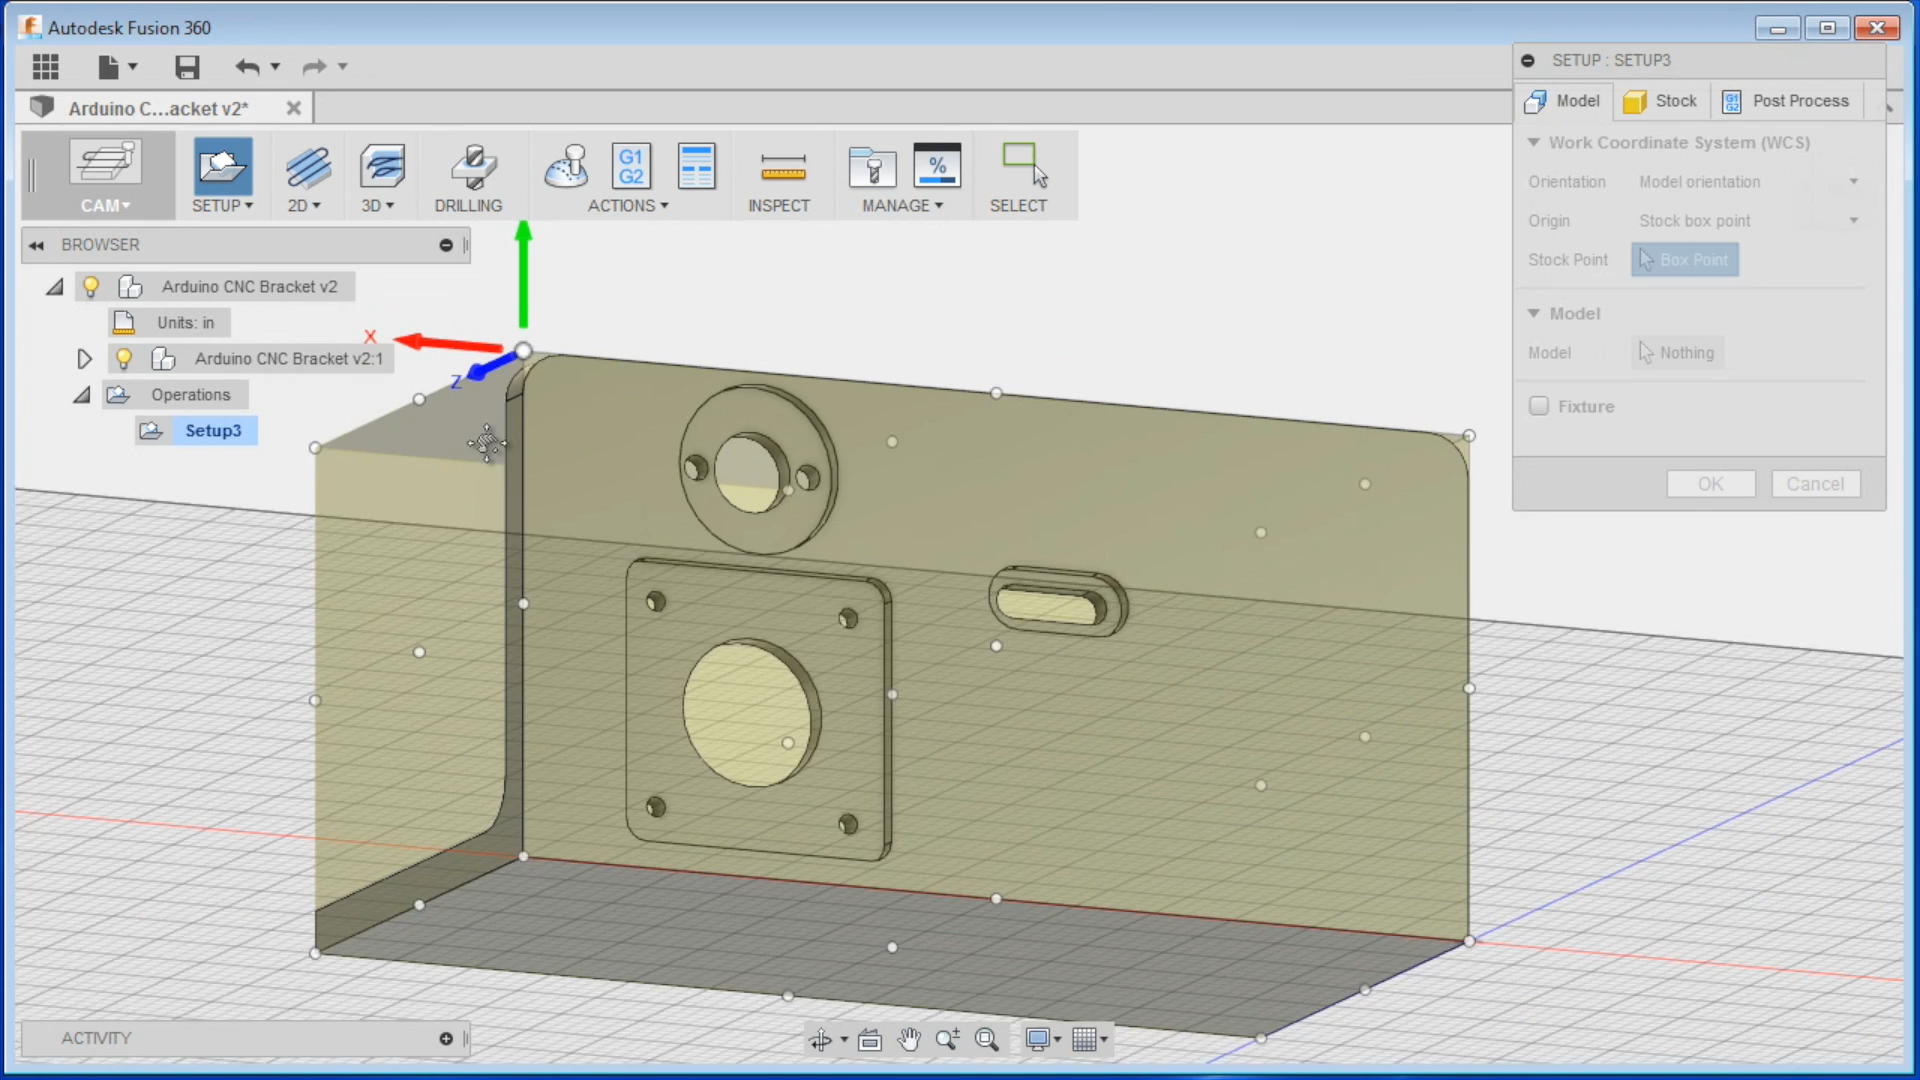 Autodesk Fusion 360
Arduino C...acket v2*
CAM
SETUP
2D
3D
DRILLING
G1
G2
ACTIONS
INSPECT
%
MANAGE
SELECT
BROWSER
Arduino CNC Bracket v2
Units: in
Arduino CNC Bracket v2:1
Operations
Setup3
X
Z
SETUP : SETUP3
Model
Stock
G1
G2
Post Process
Work Coordinate System (WCS)
Orientation Model orientation
Origin Stock box point
Stock Point Box Point
Model
Model Nothing
Fixture
OK Cancel
ACTIVITY